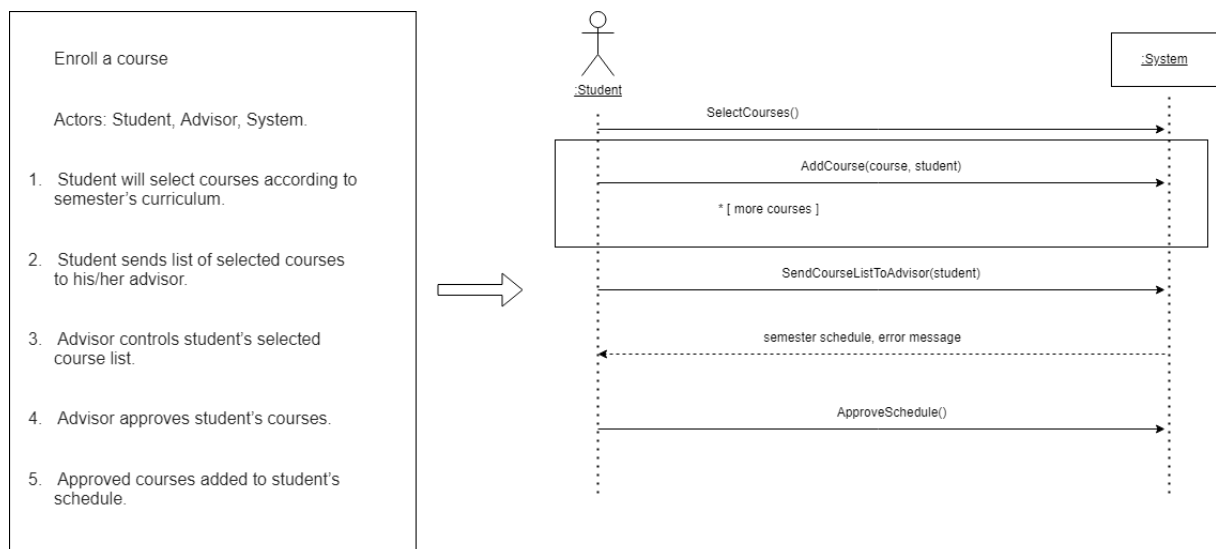 Enroll a course
Actors: Student, Advisor, System.
1. Student will select courses according to
semester's curriculum.
2. Student sends list of selected courses
to his/her advisor.
3. Advisor controls student's selected
course list.
4. Advisor approves student's courses.
5. Approved courses added to student's
schedule.
:Student
:System
SelectCourses()
AddCourse(course, student)
* [ more courses ]
SendCourseListToAdvisor(student)
semester schedule, error message
ApproveSchedule()